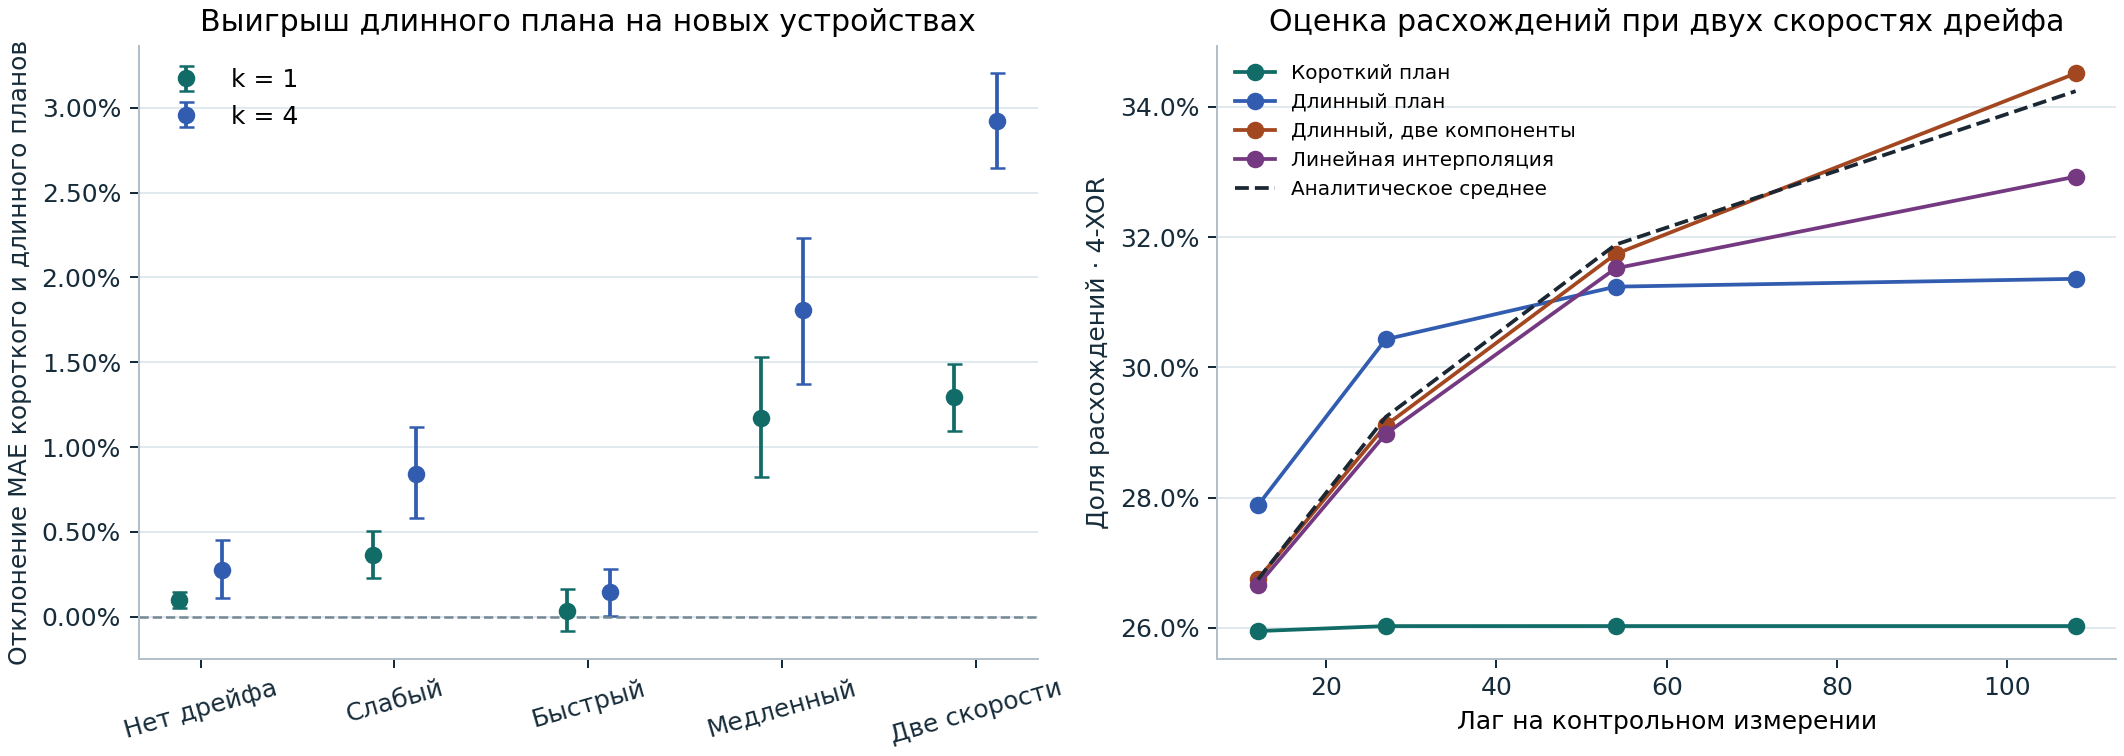 Выигрыш длинного плана на новых устройствах
Отклонение MAE короткого и длинного планов
k = 1
k = 4
3.00%
2.50%
2.00%
1.50%
1.00%
0.50%
0.00%
Нет дрейфа
Слабый
Быстрый
Медленный
Две скорости
Оценка расхождений при двух скоростях дрейфа
Доля расхождений · 4-XOR
Короткий план
Длинный план
Длинный, две компоненты
Линейная интерполяция
Аналитическое среднее
34.0%
32.0%
30.0%
28.0%
26.0%
20
40
60
80
100
Лаг на контрольном измерении